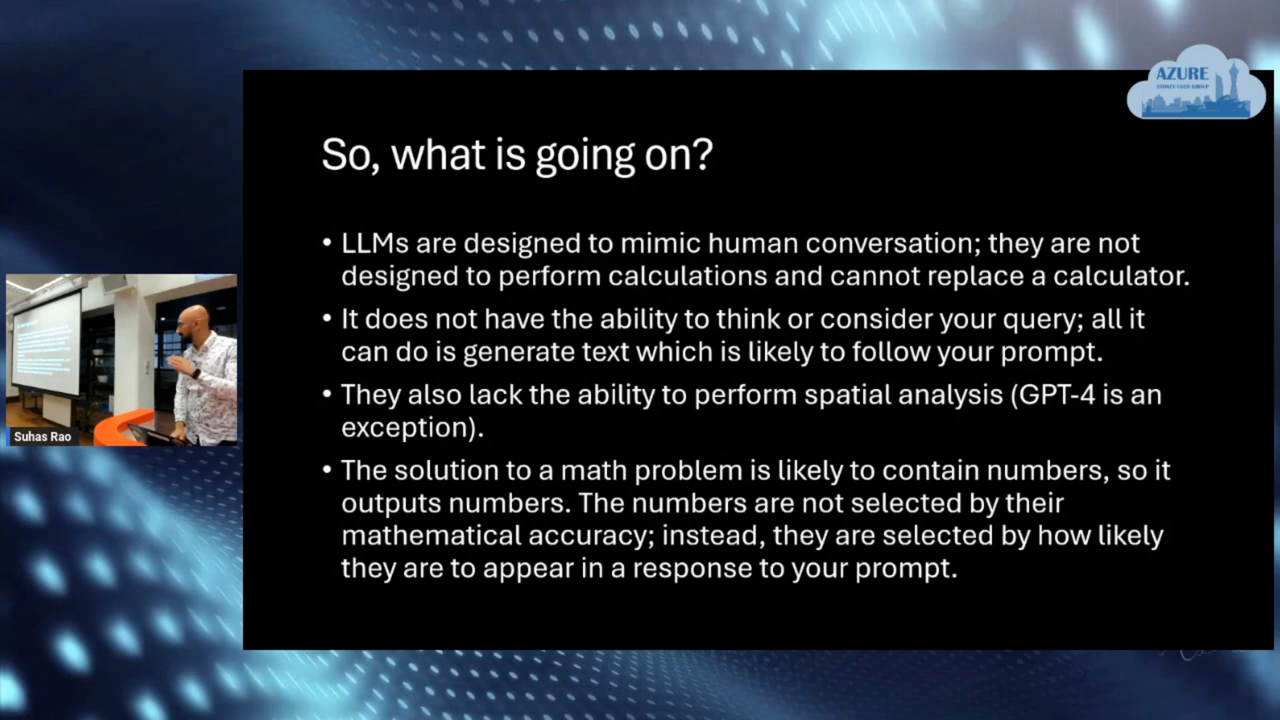 AZURE
SYDNEY USER GROUP
So, what is going on?
• LLMs are designed to mimic human conversation; they are not
designed to perform calculations and cannot replace a calculator.
• It does not have the ability to think or consider your query; all it
can do is generate text which is likely to follow your prompt.
• They also lack the ability to perform spatial analysis (GPT-4 is an
exception).
• The solution to a math problem is likely to contain numbers, so it
outputs numbers. The numbers are not selected by their
mathematical accuracy; instead, they are selected by how likely
they are to appear in a response to your prompt.
Suhas Rao